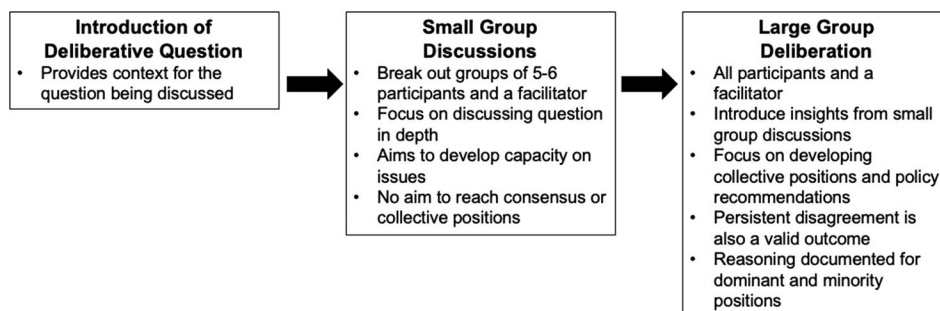 Introduction of
Deliberative Question
• Provides context for the
question being discussed
Small Group
Discussions
• Break out groups of 5-6
participants and a facilitator
• Focus on discussing question
in depth
• Aims to develop capacity on
issues
• No aim to reach consensus or
collective positions
Large Group
Deliberation
• All participants and a
facilitator
• Introduce insights from small
group discussions
• Focus on developing
collective positions and policy
recommendations
• Persistent disagreement is
also a valid outcome
• Reasoning documented for
dominant and minority
positions